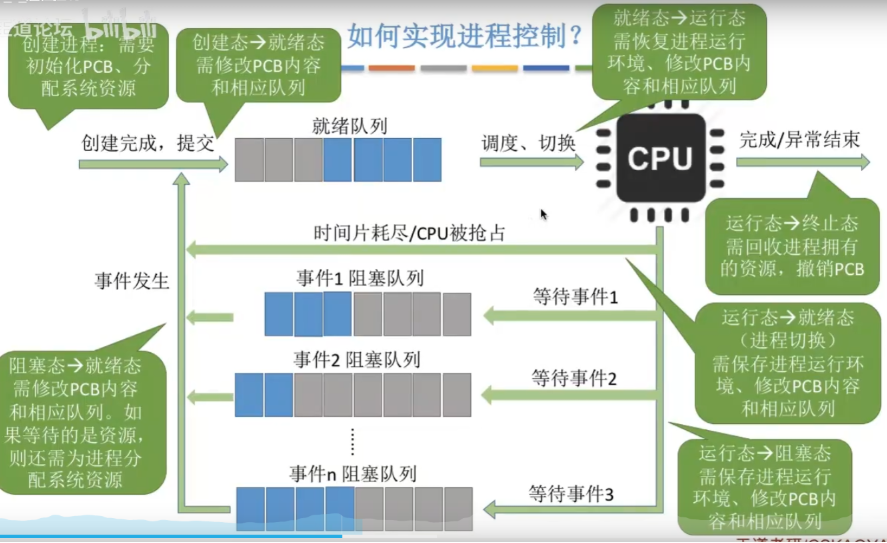 道论坛 bilibili
如何实现进程控制？
创建进程：需要
初始化PCB、分
配系统资源
创建态→就绪态
需修改PCB内容
和相应队列
就绪态→运行态
需恢复进程运行
环境、修改PCB内
容和相应队列
创建完成，提交
就绪队列
调度、切换
CPU
完成/异常结束
运行态→终止态
需回收进程拥有
的资源，撤销PCB
时间片耗尽/CPU被抢占
事件发生
事件1 阻塞队列
等待事件1
运行态→就绪态
（进程切换）
需保存进程运行环
境、修改PCB内容
和相应队列
阻塞态→就绪态
需修改PCB内容
和相应队列。如
果等待的是资源，
则还需为进程分
配系统资源
事件2 阻塞队列
等待事件2
……
事件n 阻塞队列
等待事件3
运行态→阻塞态
需保存进程运行
环境、修改PCB内
容和相应队列